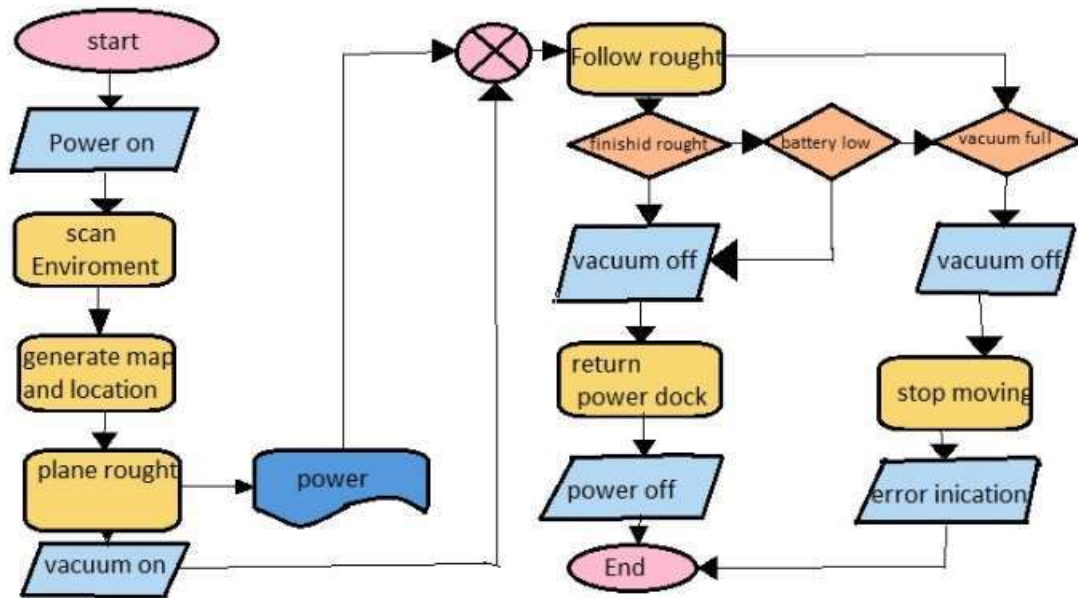 start
Power on
scan
Enviroment
generate map
and location
plane rought
vacuum on
power
Follow rought
finishid rought
battery low
vacuum full
vacuum off
return
power dock
power off
End
vacuum off
stop moving
error inication